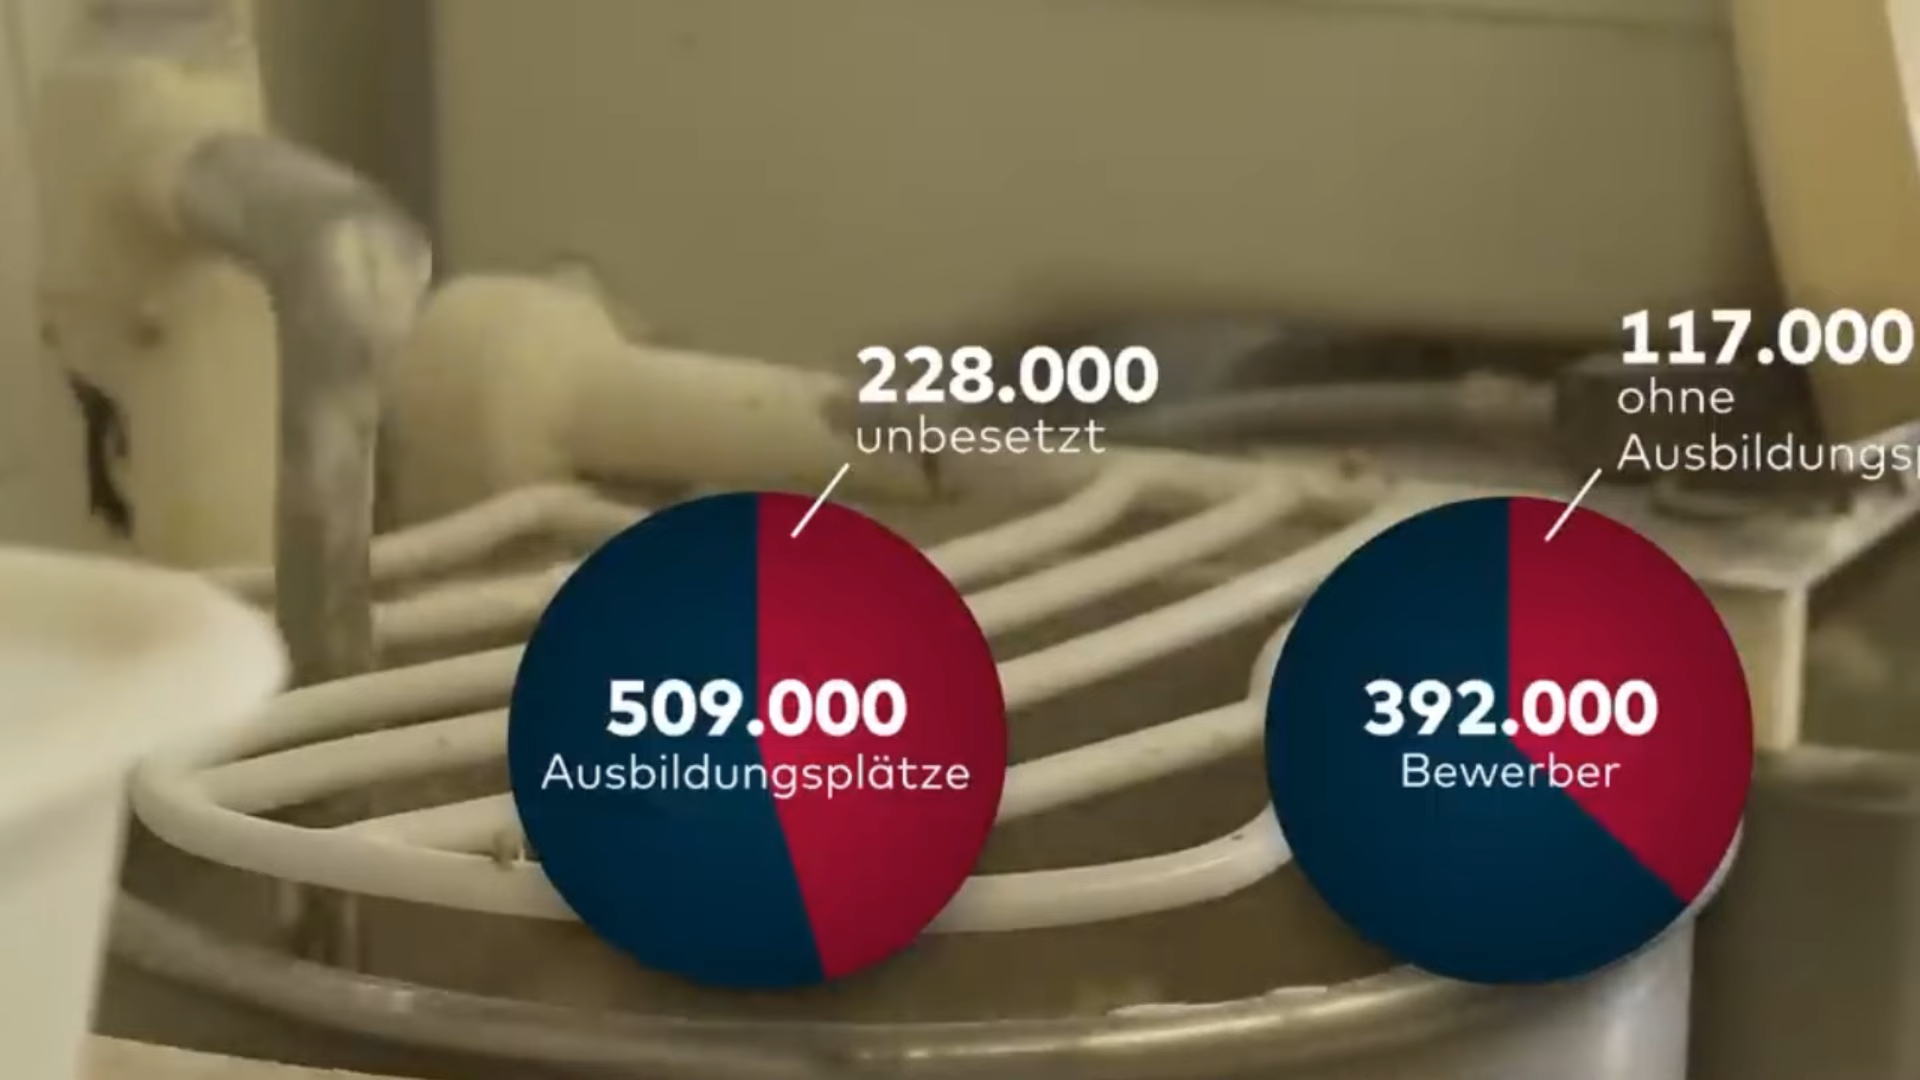 228.000
unbesetzt
509.000
Ausbildungsplätze
117.000
ohne
392.000
Bewerber